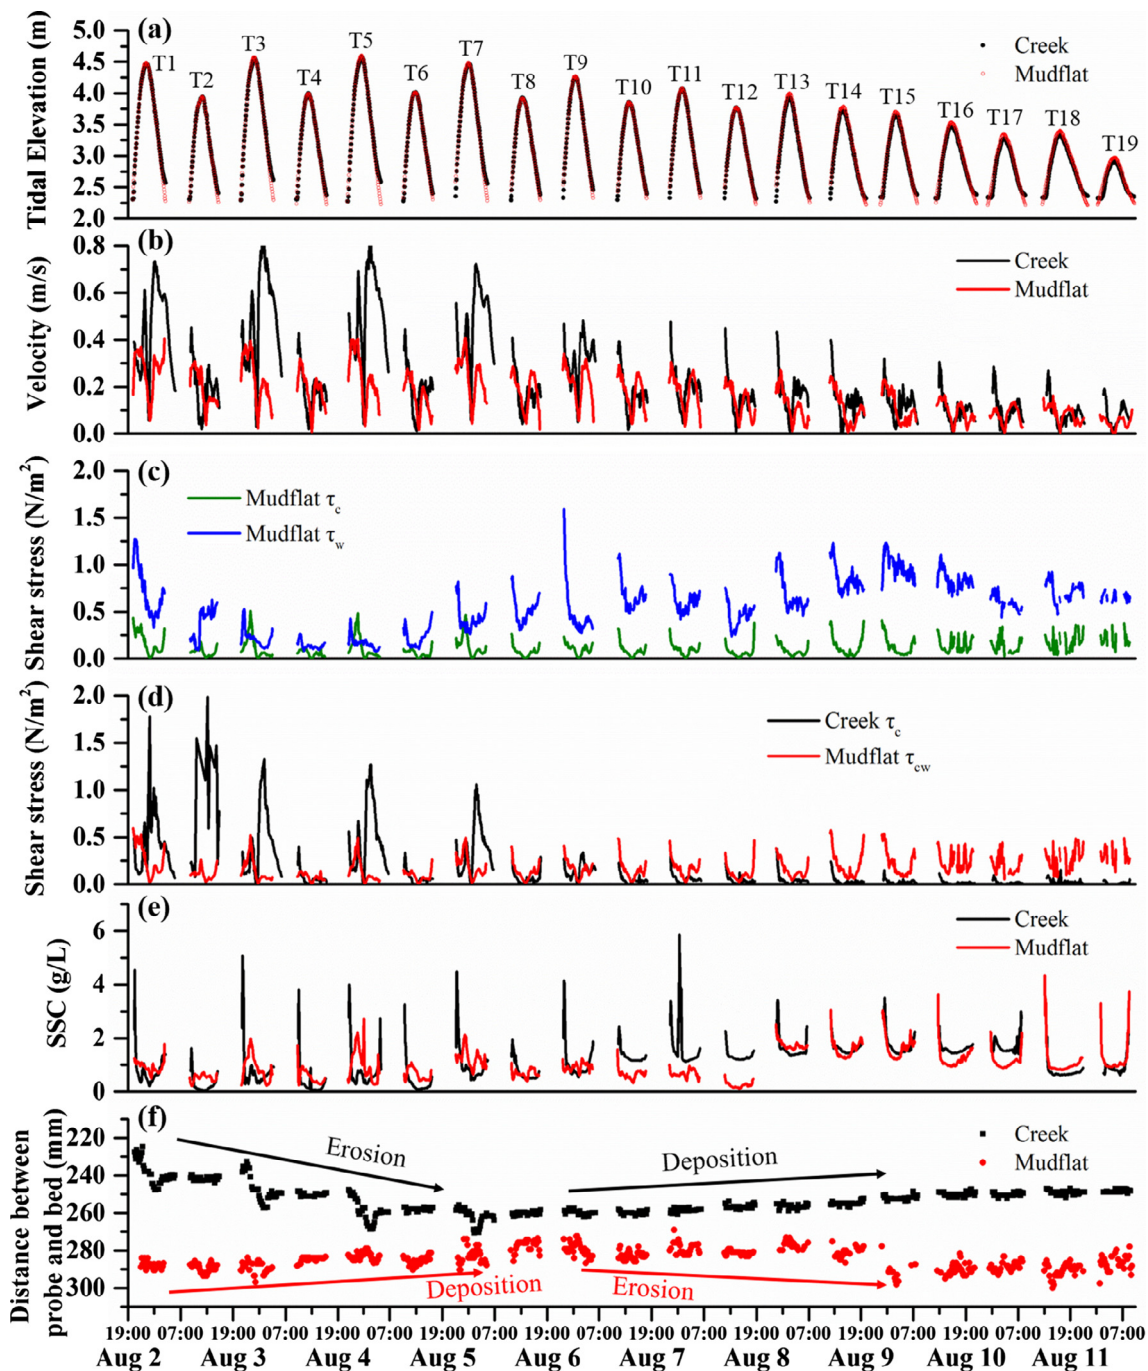 (a)
Tidal Elevation (m)
5.0
4.5
4.0
3.5
3.0
2.5
2.0
T1
T2
T3
T4
T5
T6
T7
T8
T9
T10
T11
T12
T13
T14
T15
T16
T17
T18
T19
Creek
Mudflat
(b)
Velocity (m/s)
0.8
0.6
0.4
0.2
0.0
Creek
Mudflat
(c)
Shear stress (N/m²)
2.0
1.5
1.0
0.5
0.0
Mudflat τc
Mudflat τw
(d)
Shear stress (N/m²)
2.0
1.5
1.0
0.5
0.0
Creek τc
Mudflat τcw
(e)
SSC (g/L)
6
4
2
0
Creek
Mudflat
(f)
Distance between
probe and bed (mm)
220
240
260
280
300
Erosion
Deposition
Creek
Mudflat
Deposition
Erosion
19:00 07:00 19:00 07:00 19:00 07:00 19:00 07:00 19:00 07:00 19:00 07:00 19:00 07:00 19:00 07:00 19:00 07:00 19:00 07:00
Aug 2 Aug 3 Aug 4 Aug 5 Aug 6 Aug 7 Aug 8 Aug 9 Aug 10 Aug 11